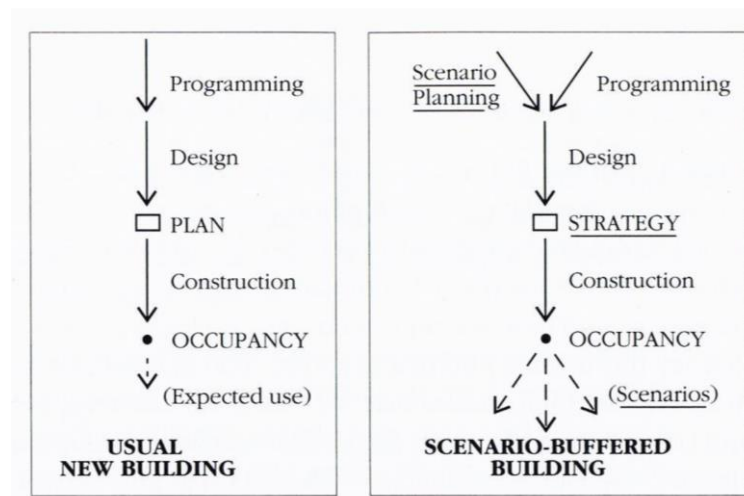 Programming
Design
PLAN
Construction
OCCUPANCY
(Expected use)
USUAL
NEW BUILDING
Scenario
Planning
Programming
Design
STRATEGY
Construction
OCCUPANCY
(Scenarios)
SCENARIO-BUFFERED
BUILDING